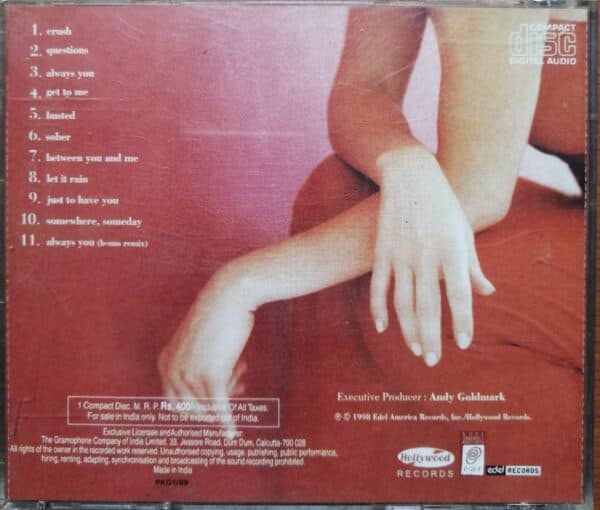 1. crush
2. questions
3. always you
4. get to me
5. busted
6. sober
7. between you and me
8. let it rain
9. just to have you
10. somewhere, someday
11. always you (bonus remix)
COMPACT
disc
DIGITAL AUDIO
Executive Producer : Andy Goldmark
℗ © 1998 Edel America Records, Inc./Hollywood Records.
1 Compact Disc. M. R. P. Rs. 400/- Inclusive Of All Taxes.
For sale in India only. Not to be exported out of India.
Exclusive Licensee and Authorised Manufacturer
The Gramophone Company of India Limited. 33, Jessore Road, Dum Dum, Calcutta-700 028
All rights of the owner in the recorded work reserved. Unauthorised copying, usage, publishing, public performance,
hiring, renting, adapting, synchronisation and broadcasting of the sound recording prohibited.
Made in India
PKD1/99
Hollywood
RECORDS
edel RECORDS